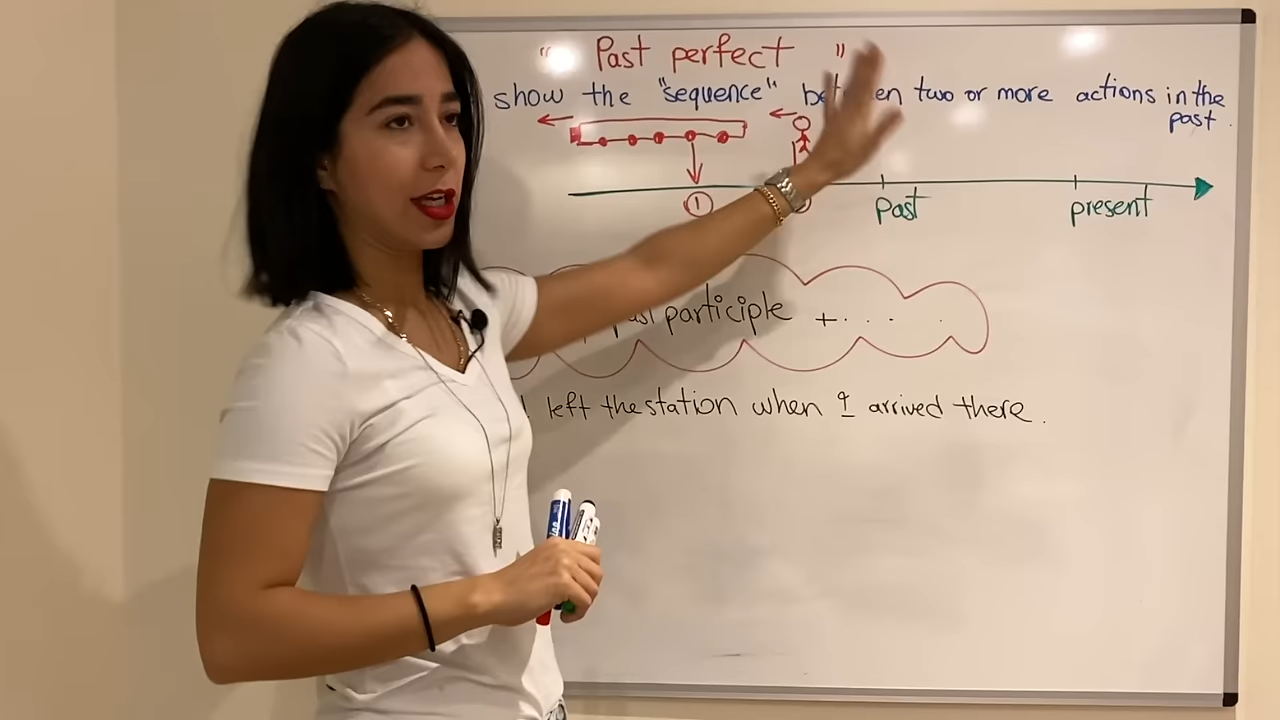 " Past perfect "
show the "sequence" between two or more actions in the
past.
①
past present
past participle +. . . .
left the station when I arrived there.